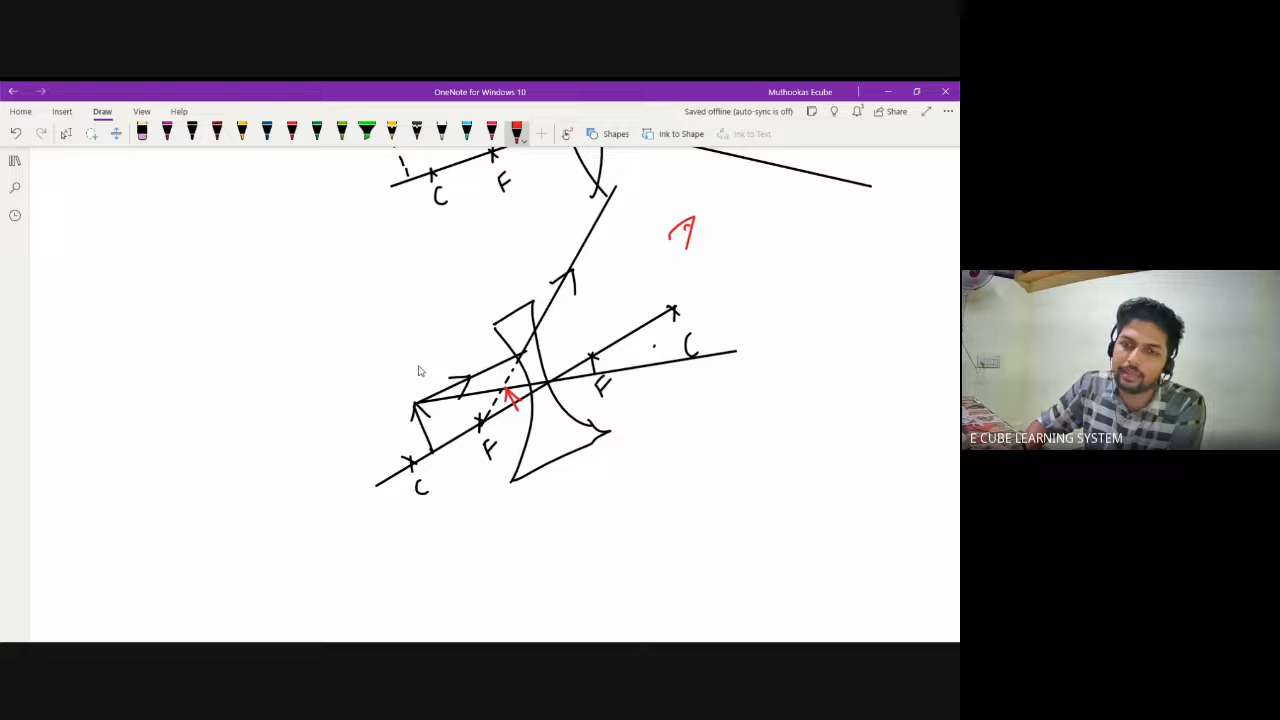 OneNote for Windows 10
Muthookas Ecube
Home Insert Draw View Help
Saved offline (auto-sync is off)
Share
Shapes
Ink to Shape
Ink to Text
C F
F C
F
C
F
C
E CUBE LEARNING SYSTEM